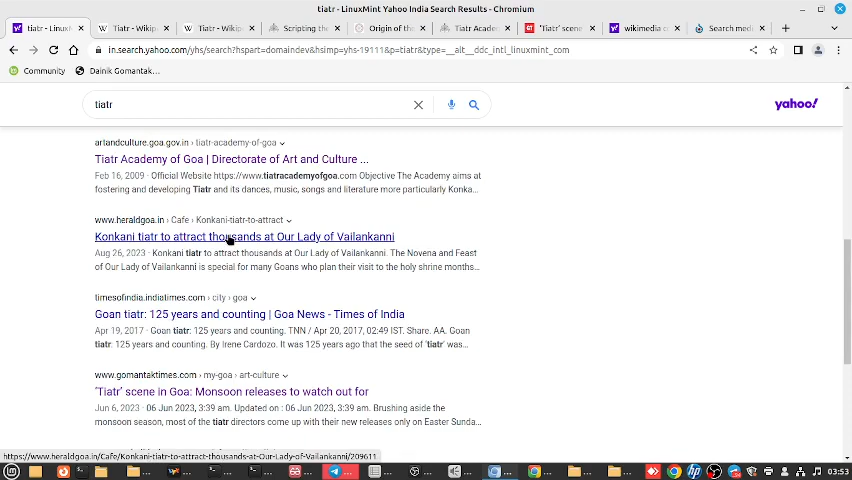 tiatr - LinuxMint Yahoo India Search Results - Chromium
tiatr - Linux
Tiatr - Wikip
Tiatr - Wikip
Scripting the
Origin of the
Tiatr Acade
'Tiatr' scene
wikimedia c
Search med
in.search.yahoo.com/yhs/search?hspart=domaindev&hsimp=yhs-19111&p=tiatr&type=__alt__ddc_intl_linuxmint_com
Community
Dainik Gomantak...
tiatr
yahoo!
artandculture.goa.gov.in › tiatr-academy-of-goa
Tiatr Academy of Goa | Directorate of Art and Culture ...
Feb 16, 2009 · Official Website https://www.tiatracademyofgoa.com Objective The Academy aims at
fostering and developing Tiatr and its dances, music, songs and literature more particularly Konka...
www.heraldgoa.in › Cafe › Konkani-tiatr-to-attract
Konkani tiatr to attract thousands at Our Lady of Vailankanni
Aug 26, 2023 · Konkani tiatr to attract thousands at Our Lady of Vailankanni. The Novena and Feast
of Our Lady of Vailankanni is special for many Goans who plan their visit to the holy shrine months...
timesofindia.indiatimes.com › city › goa
Goan tiatr: 125 years and counting | Goa News - Times of India
Apr 19, 2017 · Goan tiatr: 125 years and counting. TNN / Apr 20, 2017, 02:49 IST. Share. AA. Goan
tiatr: 125 years and counting. By Irene Cardozo. It was 125 years ago that the seed of 'tiatr' was...
www.gomantaktimes.com › my-goa › art-culture
'Tiatr' scene in Goa: Monsoon releases to watch out for
Jun 6, 2023 · 06 Jun 2023, 3:39 am. Updated on : 06 Jun 2023, 3:39 am. Brushing aside the
monsoon season, most of the tiatr directors come up with their new releases only on Easter Sunda...
https://www.heraldgoa.in/Cafe/Konkani-tiatr-to-attract-thousands-at-Our-Lady-of-Vailankanni/209611
03:53